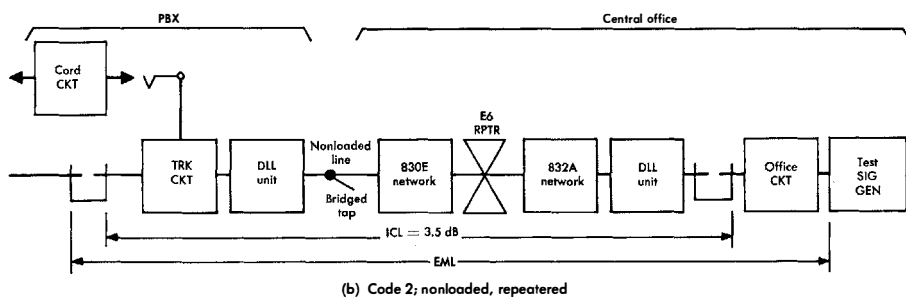 PBX
Central office
Cord
CKT
E6
RPTR
TRK
CKT
DLL
unit
Nonloaded
line
Bridged
tap
830E
network
832A
network
DLL
unit
Office
CKT
Test
SIG
GEN
ICL = 3.5 dB
EML
(b) Code 2; nonloaded, repeatered